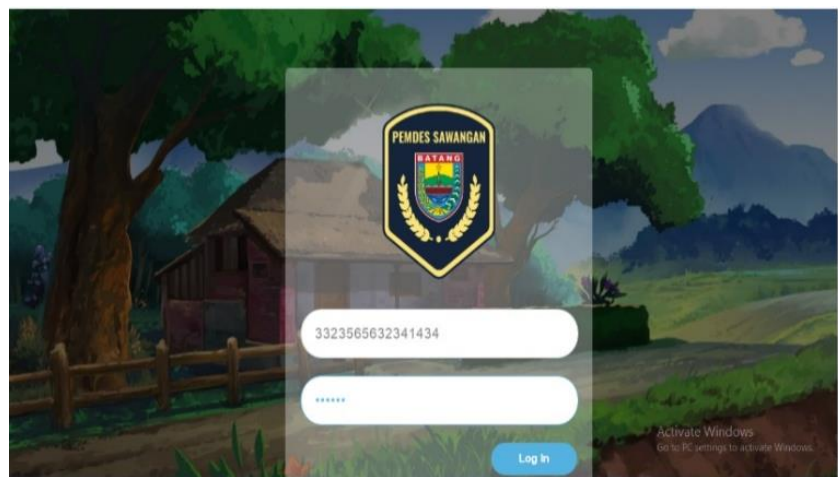 PEMDES SAWANGAN
BATANG
3323565632341434
••••••
Log In
Activate Windows
Go to PC settings to activate Windows.